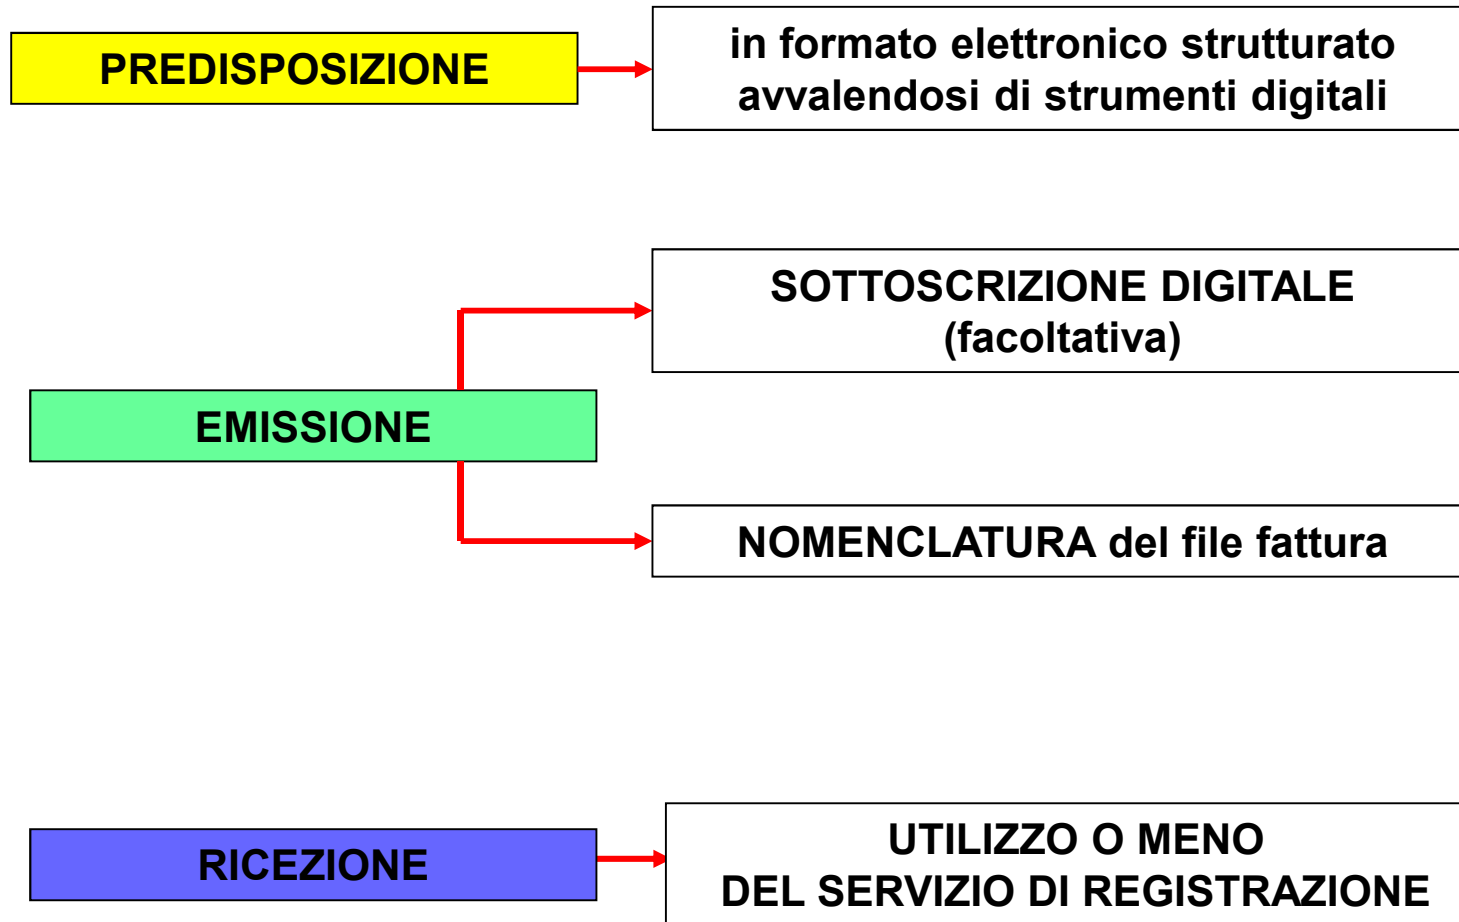 PREDISPOSIZIONE
in formato elettronico strutturato
avvalendosi di strumenti digitali
SOTTOSCRIZIONE DIGITALE
(facoltativa)
EMISSIONE
NOMENCLATURA del file fattura
RICEZIONE
UTILIZZO O MENO
DEL SERVIZIO DI REGISTRAZIONE